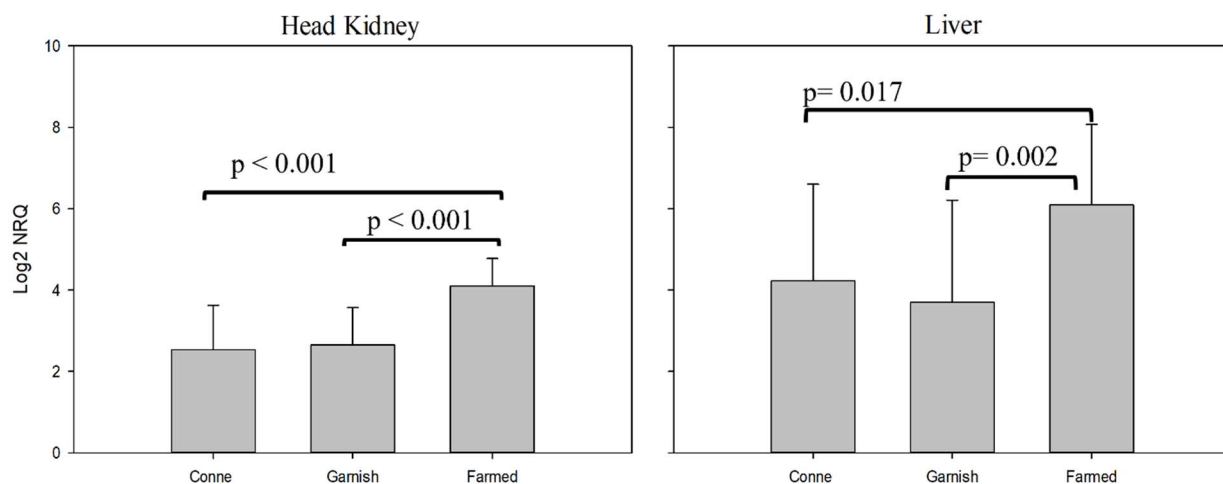 Head Kidney
Liver
Log2 NRQ
10
8
6
4
2
0
p < 0.001
p < 0.001
Conne
Garnish
Farmed
p= 0.017
p= 0.002
Conne
Garnish
Farmed